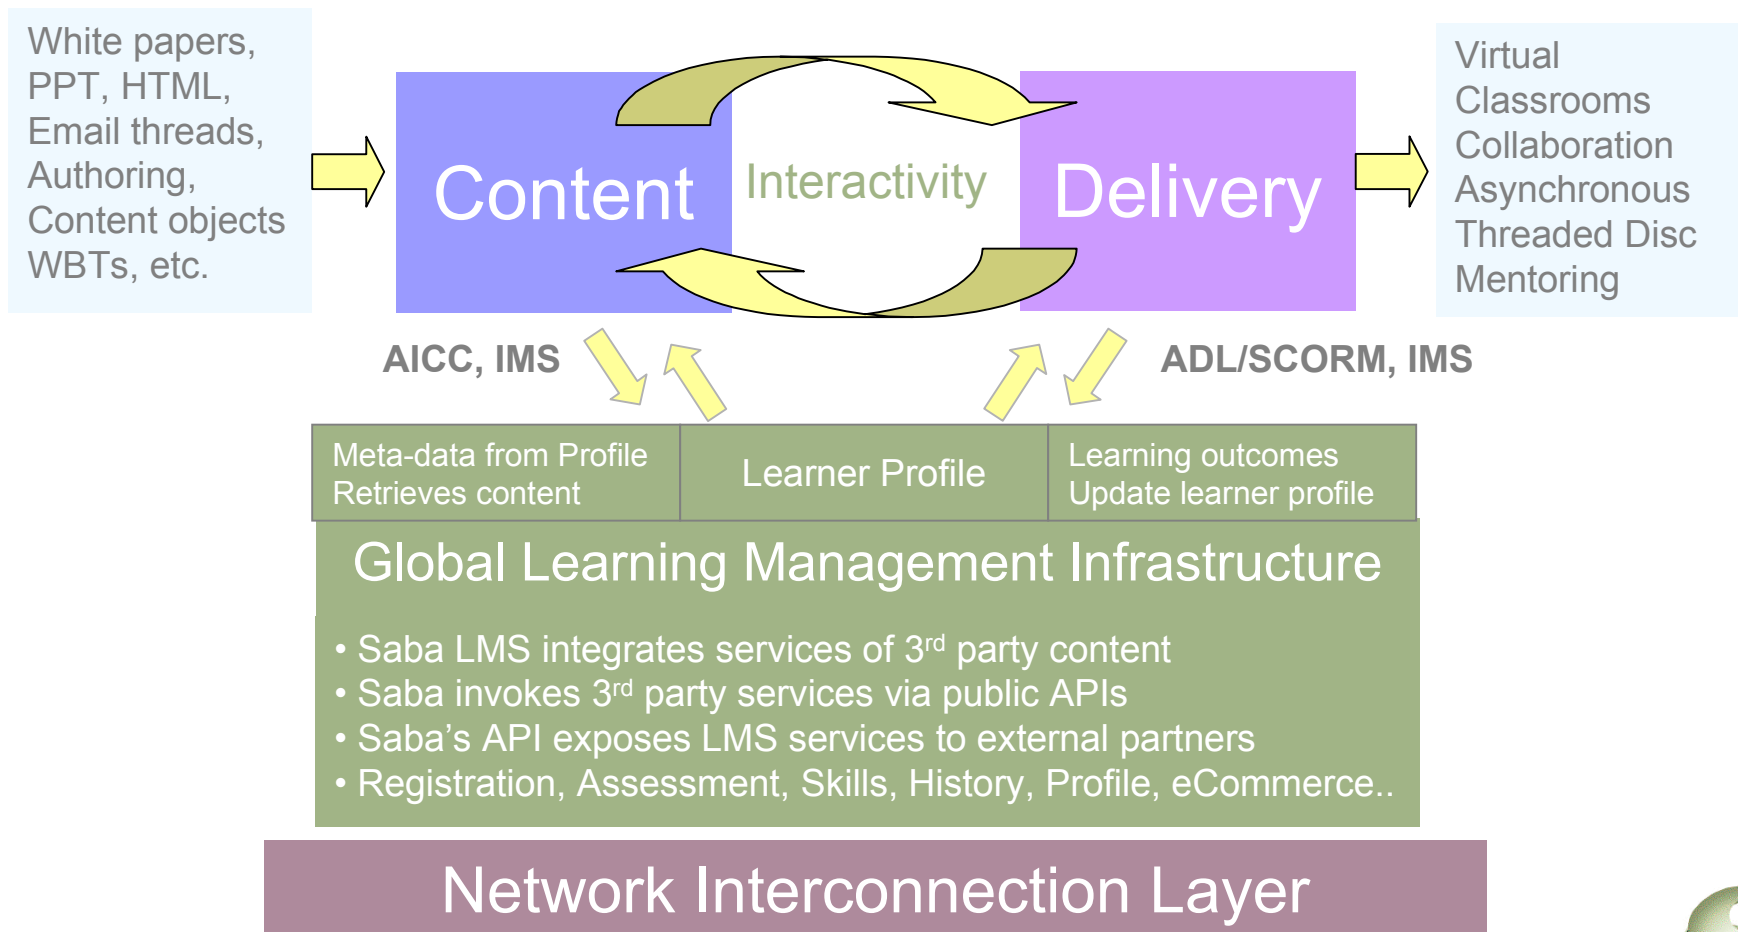 White papers,
PPT, HTML,
Email threads,
Authoring,
Content objects
WBTs, etc.
Content
Interactivity
Delivery
Virtual
Classrooms
Collaboration
Asynchronous
Threaded Disc
Mentoring
AICC, IMS
ADL/SCORM, IMS
Meta-data from Profile
Retrieves content
Learner Profile
Learning outcomes
Update learner profile
Global Learning Management Infrastructure
• Saba LMS integrates services of 3rd party content
• Saba invokes 3rd party services via public APIs
• Saba’s API exposes LMS services to external partners
• Registration, Assessment, Skills, History, Profile, eCommerce..
Network Interconnection Layer